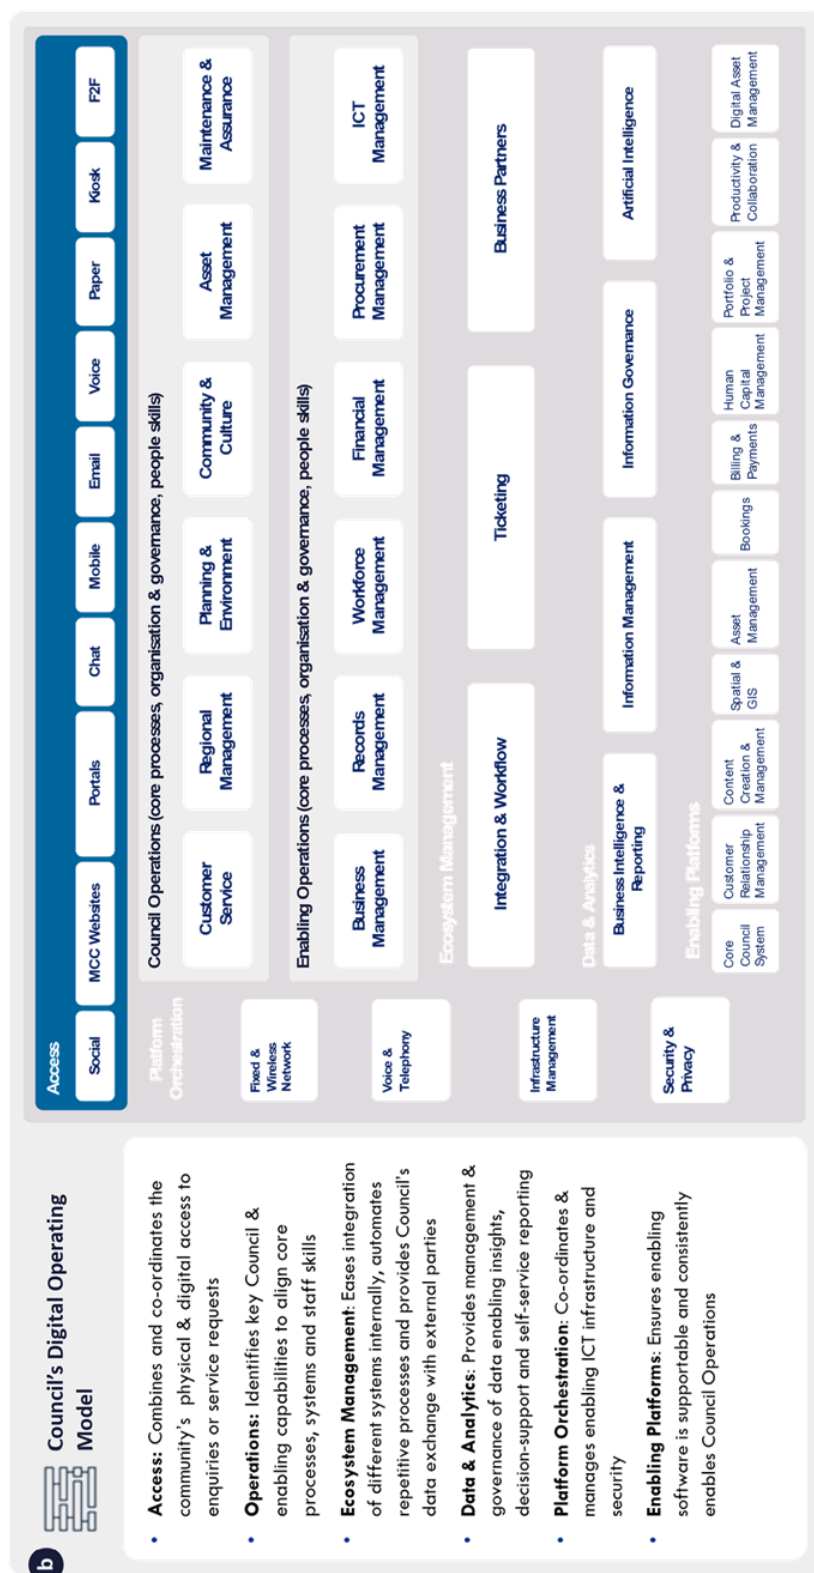 b
Council's Digital Operating
Model
• Access: Combines and co-ordinates the
community's physical & digital access to
enquiries or service requests
• Operations: Identifies key Council &
enabling capabilities to align core
processes, systems and staff skills
• Ecosystem Management: Eases integration
of different systems internally, automates
repetitive processes and provides Council's
data exchange with external parties
• Data & Analytics: Provides management &
governance of data enabling insights,
decision-support and self-service reporting
• Platform Orchestration: Co-ordinates &
manages enabling ICT infrastructure and
security
• Enabling Platforms: Ensures enabling
software is supportable and consistently
enables Council Operations
Access
Social
MCC Websites
Portals
Chat
Mobile
Email
Voice
Paper
Kiosk
F2F
Platform
Orchestration
Fixed &
Wireless
Network
Voice &
Telephony
Infrastructure
Management
Security &
Privacy
Council Operations (core processes, organisation & governance, people skills)
Customer
Service
Regional
Management
Planning &
Environment
Community &
Culture
Asset
Management
Maintenance &
Assurance
Enabling Operations (core processes, organisation & governance, people skills)
Business
Management
Records
Management
Workforce
Management
Financial
Management
Procurement
Management
ICT
Management
Ecosystem Management
Integration & Workflow
Ticketing
Business Partners
Data & Analytics
Business Intelligence &
Reporting
Information Management
Information Governance
Artificial Intelligence
Enabling Platforms
Core
Council
System
Customer
Relationship
Management
Content
Creation &
Management
Spatial &
GIS
Asset
Management
Bookings
Billing &
Payments
Human
Capital
Management
Portfolio &
Project
Management
Productivity &
Collaboration
Digital Asset
Management